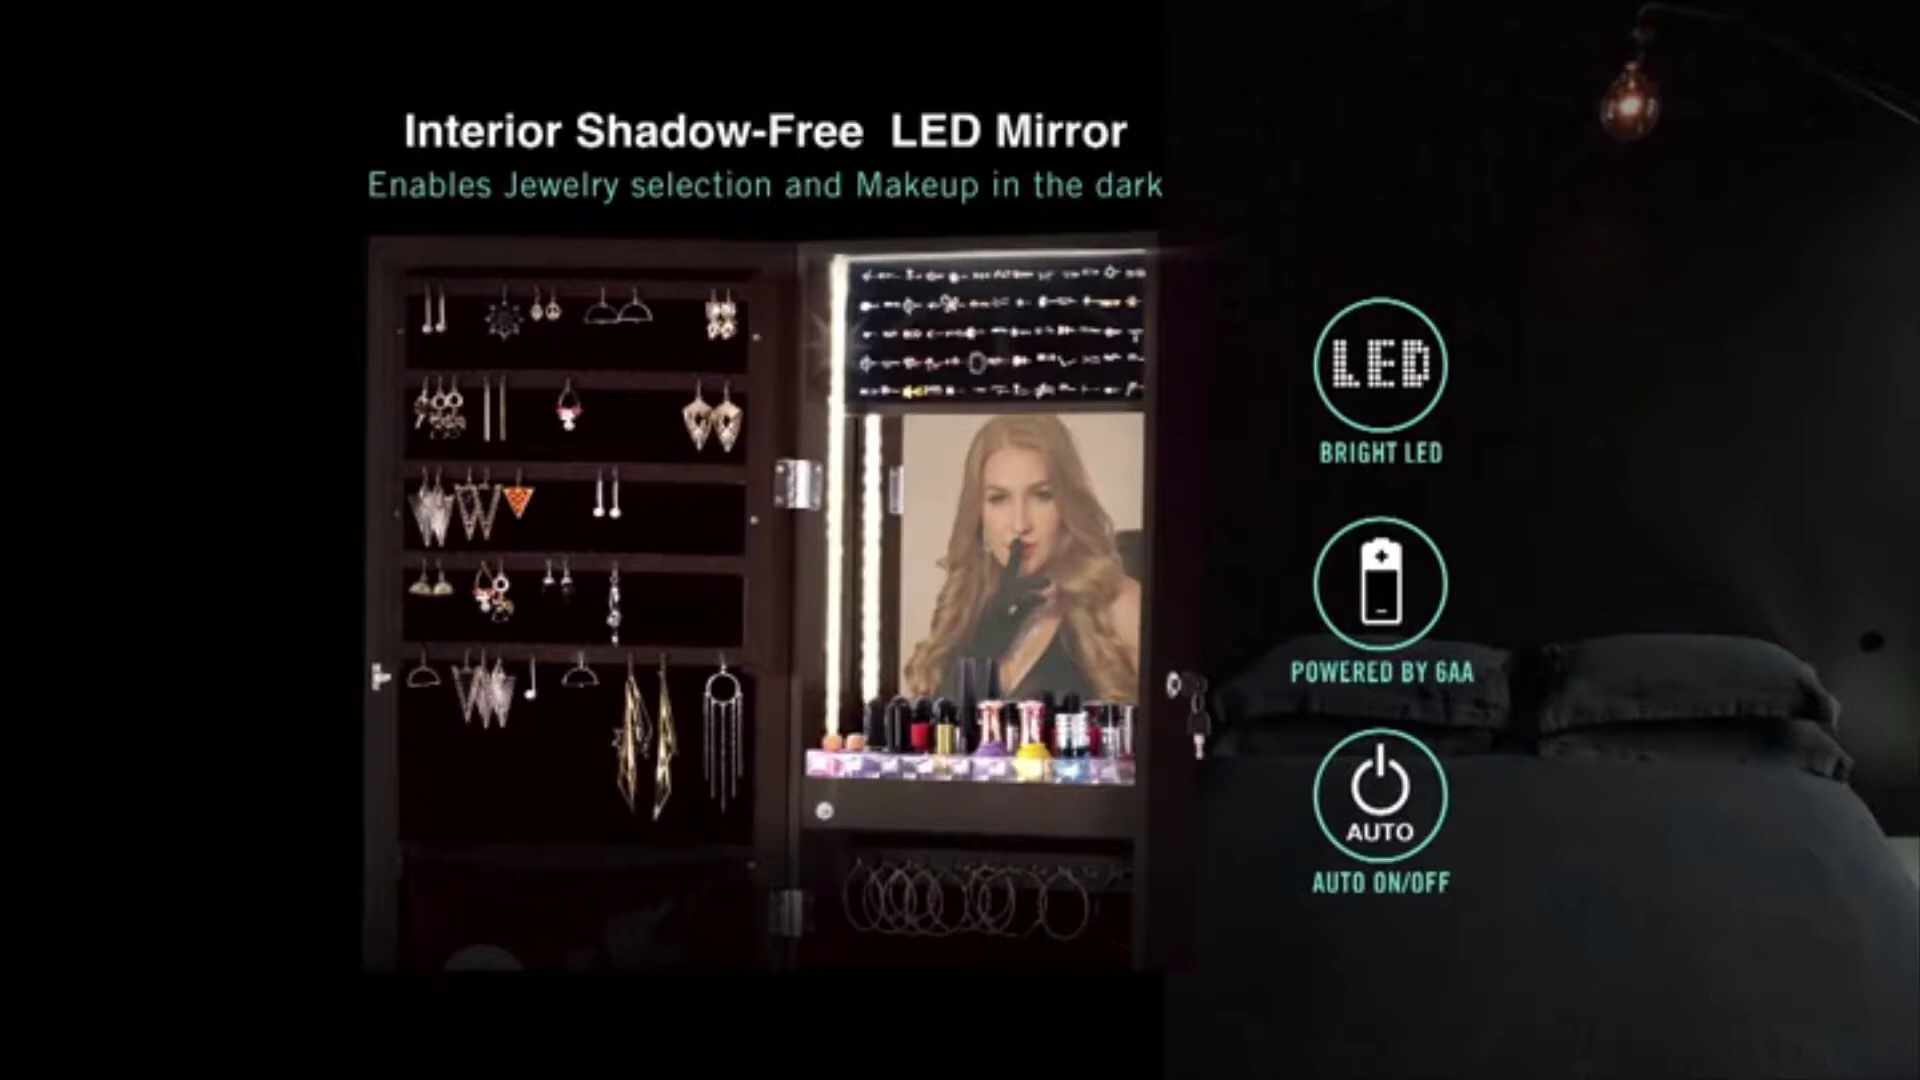 Interior Shadow-Free LED Mirror
Enables Jewelry selection and Makeup in the dark
LED
BRIGHT LED
POWERED BY 6AA
AUTO
AUTO ON/OFF